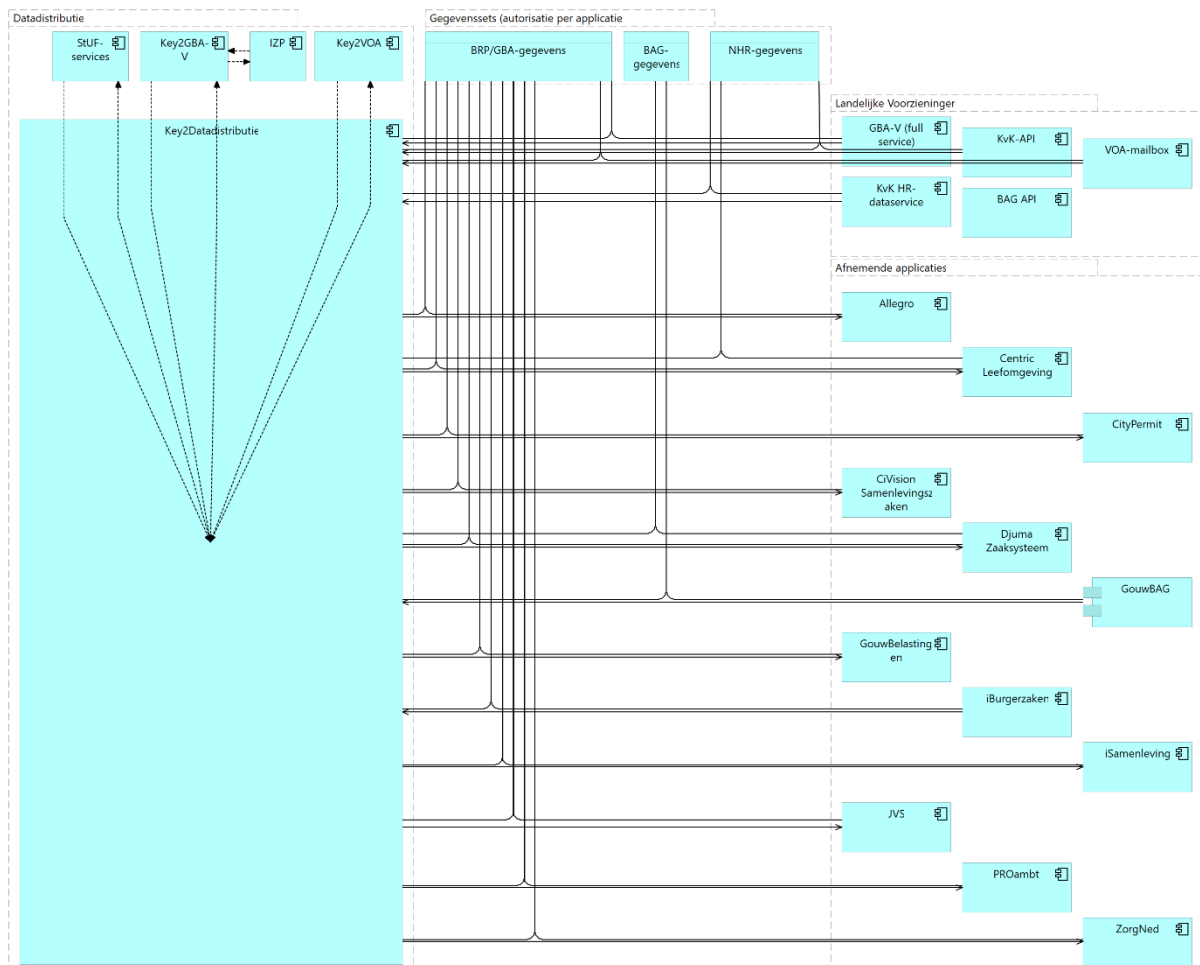 Datadistributie
Gegevenssets (autorisatie per applicatie
StUF-
services
Key2GBA-
V
IZP
Key2VOA
BRP/GBA-gegevens
BAG-
gegevens
NHR-gegevens
Landelijke Voorzieninger
Key2Datadistributie
GBA-V (full
service)
KvK-API
VOA-mailbox
KvK HR-
dataservice
BAG API
Afnemende applicaties
Allegro
Centric
Leefomgeving
CityPermit
CiVision
Samenlevingsz
aken
Djuma
Zaaksysteem
GouwBAG
GouwBelasting
en
iBurgerzaken
iSamenleving
JVS
PROambt
ZorgNed